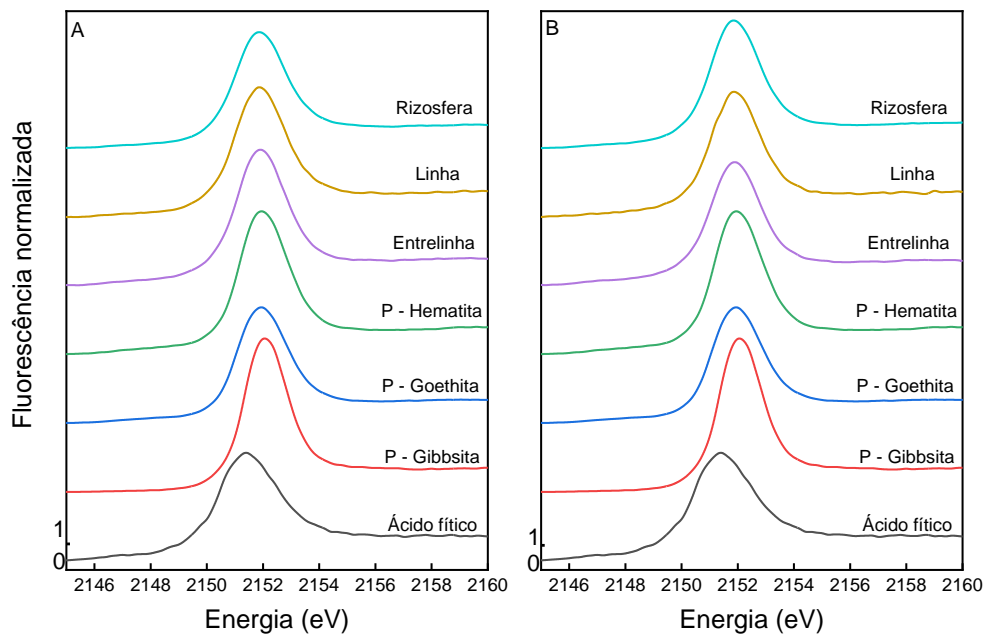 Fluorescência normalizada
A
Rizosfera
Linha
Entrelinha
P - Hematita
P - Goethita
P - Gibbsita
Ácido fítico
1
0
2146 2148 2150 2152 2154 2156 2158 2160
Energia (eV)
B
Rizosfera
Linha
Entrelinha
P - Hematita
P - Goethita
P - Gibbsita
Ácido fítico
1
0
2146 2148 2150 2152 2154 2156 2158 2160
Energia (eV)